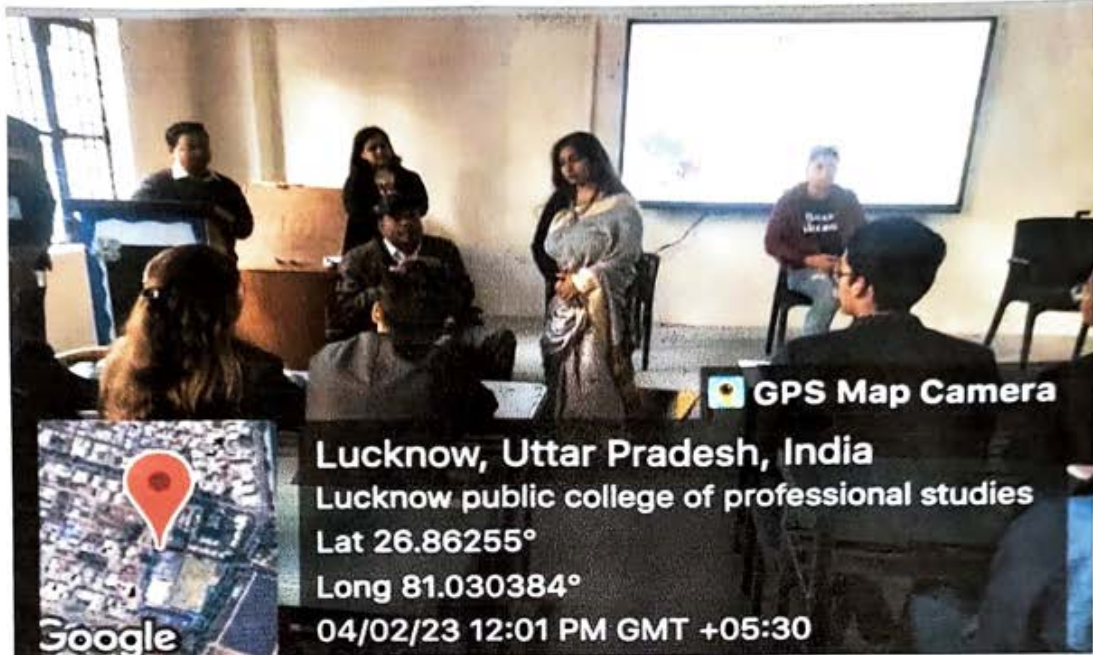 GPS Map Camera
Lucknow, Uttar Pradesh, India
Lucknow public college of professional studies
Lat 26.86255°
Long 81.030384°
04/02/23 12:01 PM GMT +05:30
Google